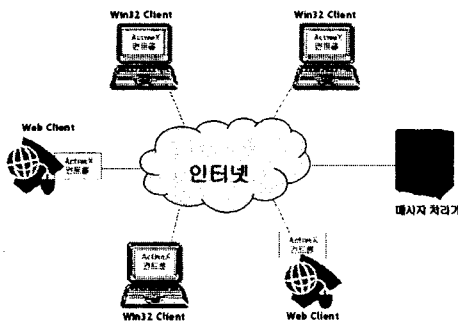 Win32 Client
ActiveX
컨트롤
Win32 Client
ActiveX
컨트롤
Web Client
ActiveX
컨트롤
인터넷
메시지 처리기
ActiveX
컨트롤
Win32 Client
ActiveX
컨트롤
Web Client